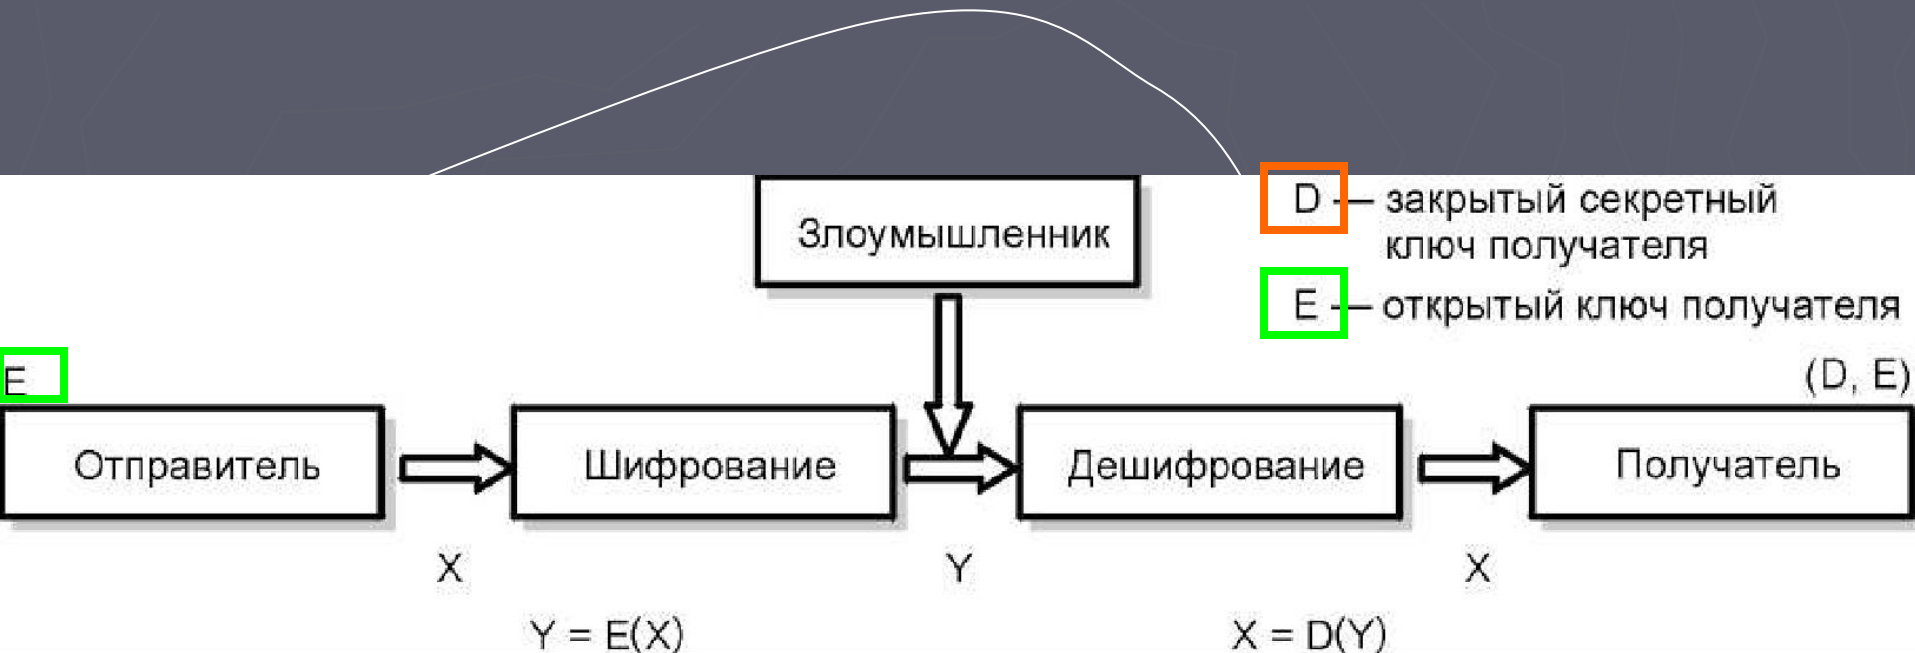 Злоумышленник
D — закрытый секретный
ключ получателя
E — открытый ключ получателя
E
(D, E)
Отправитель
Шифрование
Дешифрование
Получатель
X
Y
X
Y = E(X)
X = D(Y)